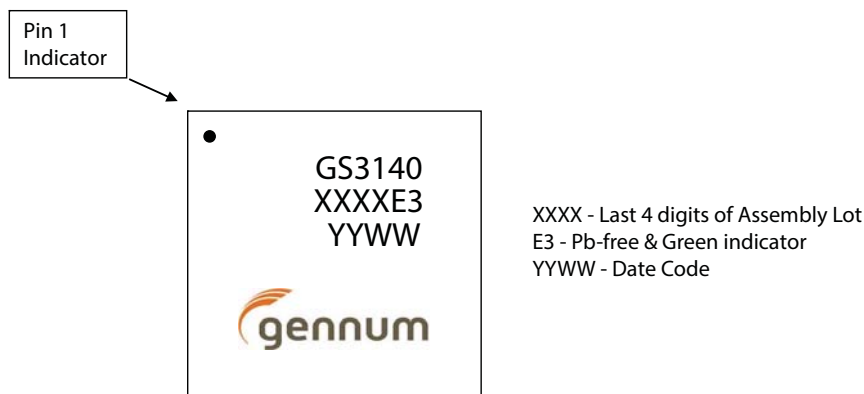 Pin 1
Indicator
GS3140
XXXXE3
YYWW
gennum
XXXX - Last 4 digits of Assembly Lot
E3 - Pb-free & Green indicator
YYWW - Date Code